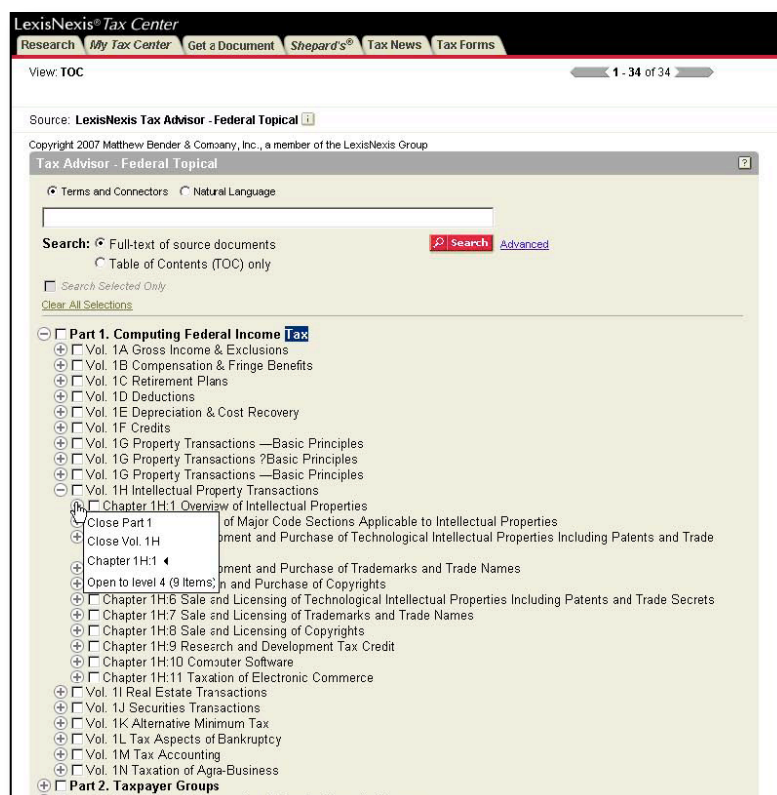 LexisNexis® Tax Center
Research My Tax Center Get a Document Shepard's® Tax News Tax Forms
View: TOC 1 - 34 of 34
Source: LexisNexis Tax Advisor - Federal Topical i
Copyright 2007 Matthew Bender & Company, Inc., a member of the LexisNexis Group
Tax Advisor - Federal Topical ?
Terms and Connectors Natural Language
Search: Full-text of source documents Search Advanced
Table of Contents (TOC) only
Search Selected Only
Clear All Selections
Part 1. Computing Federal Income Tax
Vol. 1A Gross Income & Exclusions
Vol. 1B Compensation & Fringe Benefits
Vol. 1C Retirement Plans
Vol. 1D Deductions
Vol. 1E Depreciation & Cost Recovery
Vol. 1F Credits
Vol. 1G Property Transactions —Basic Principles
Vol. 1G Property Transactions ?Basic Principles
Vol. 1G Property Transactions —Basic Principles
Vol. 1H Intellectual Property Transactions
Chapter 1H:1 Overview of Intellectual Properties
Close Part 1 of Major Code Sections Applicable to Intellectual Properties
Close Vol. 1H ment and Purchase of Technological Intellectual Properties Including Patents and Trade
Chapter 1H:1
ment and Purchase of Trademarks and Trade Names
Open to level 4 (9 Items) n and Purchase of Copyrights
Chapter 1H:6 Sale and Licensing of Technological Intellectual Properties Including Patents and Trade Secrets
Chapter 1H:7 Sale and Licensing of Trademarks and Trade Names
Chapter 1H:8 Sale and Licensing of Copyrights
Chapter 1H:9 Research and Development Tax Credit
Chapter 1H:10 Computer Software
Chapter 1H:11 Taxation of Electronic Commerce
Vol. 1I Real Estate Transactions
Vol. 1J Securities Transactions
Vol. 1K Alternative Minimum Tax
Vol. 1L Tax Aspects of Bankruptcy
Vol. 1M Tax Accounting
Vol. 1N Taxation of Agra-Business
Part 2. Taxpayer Groups